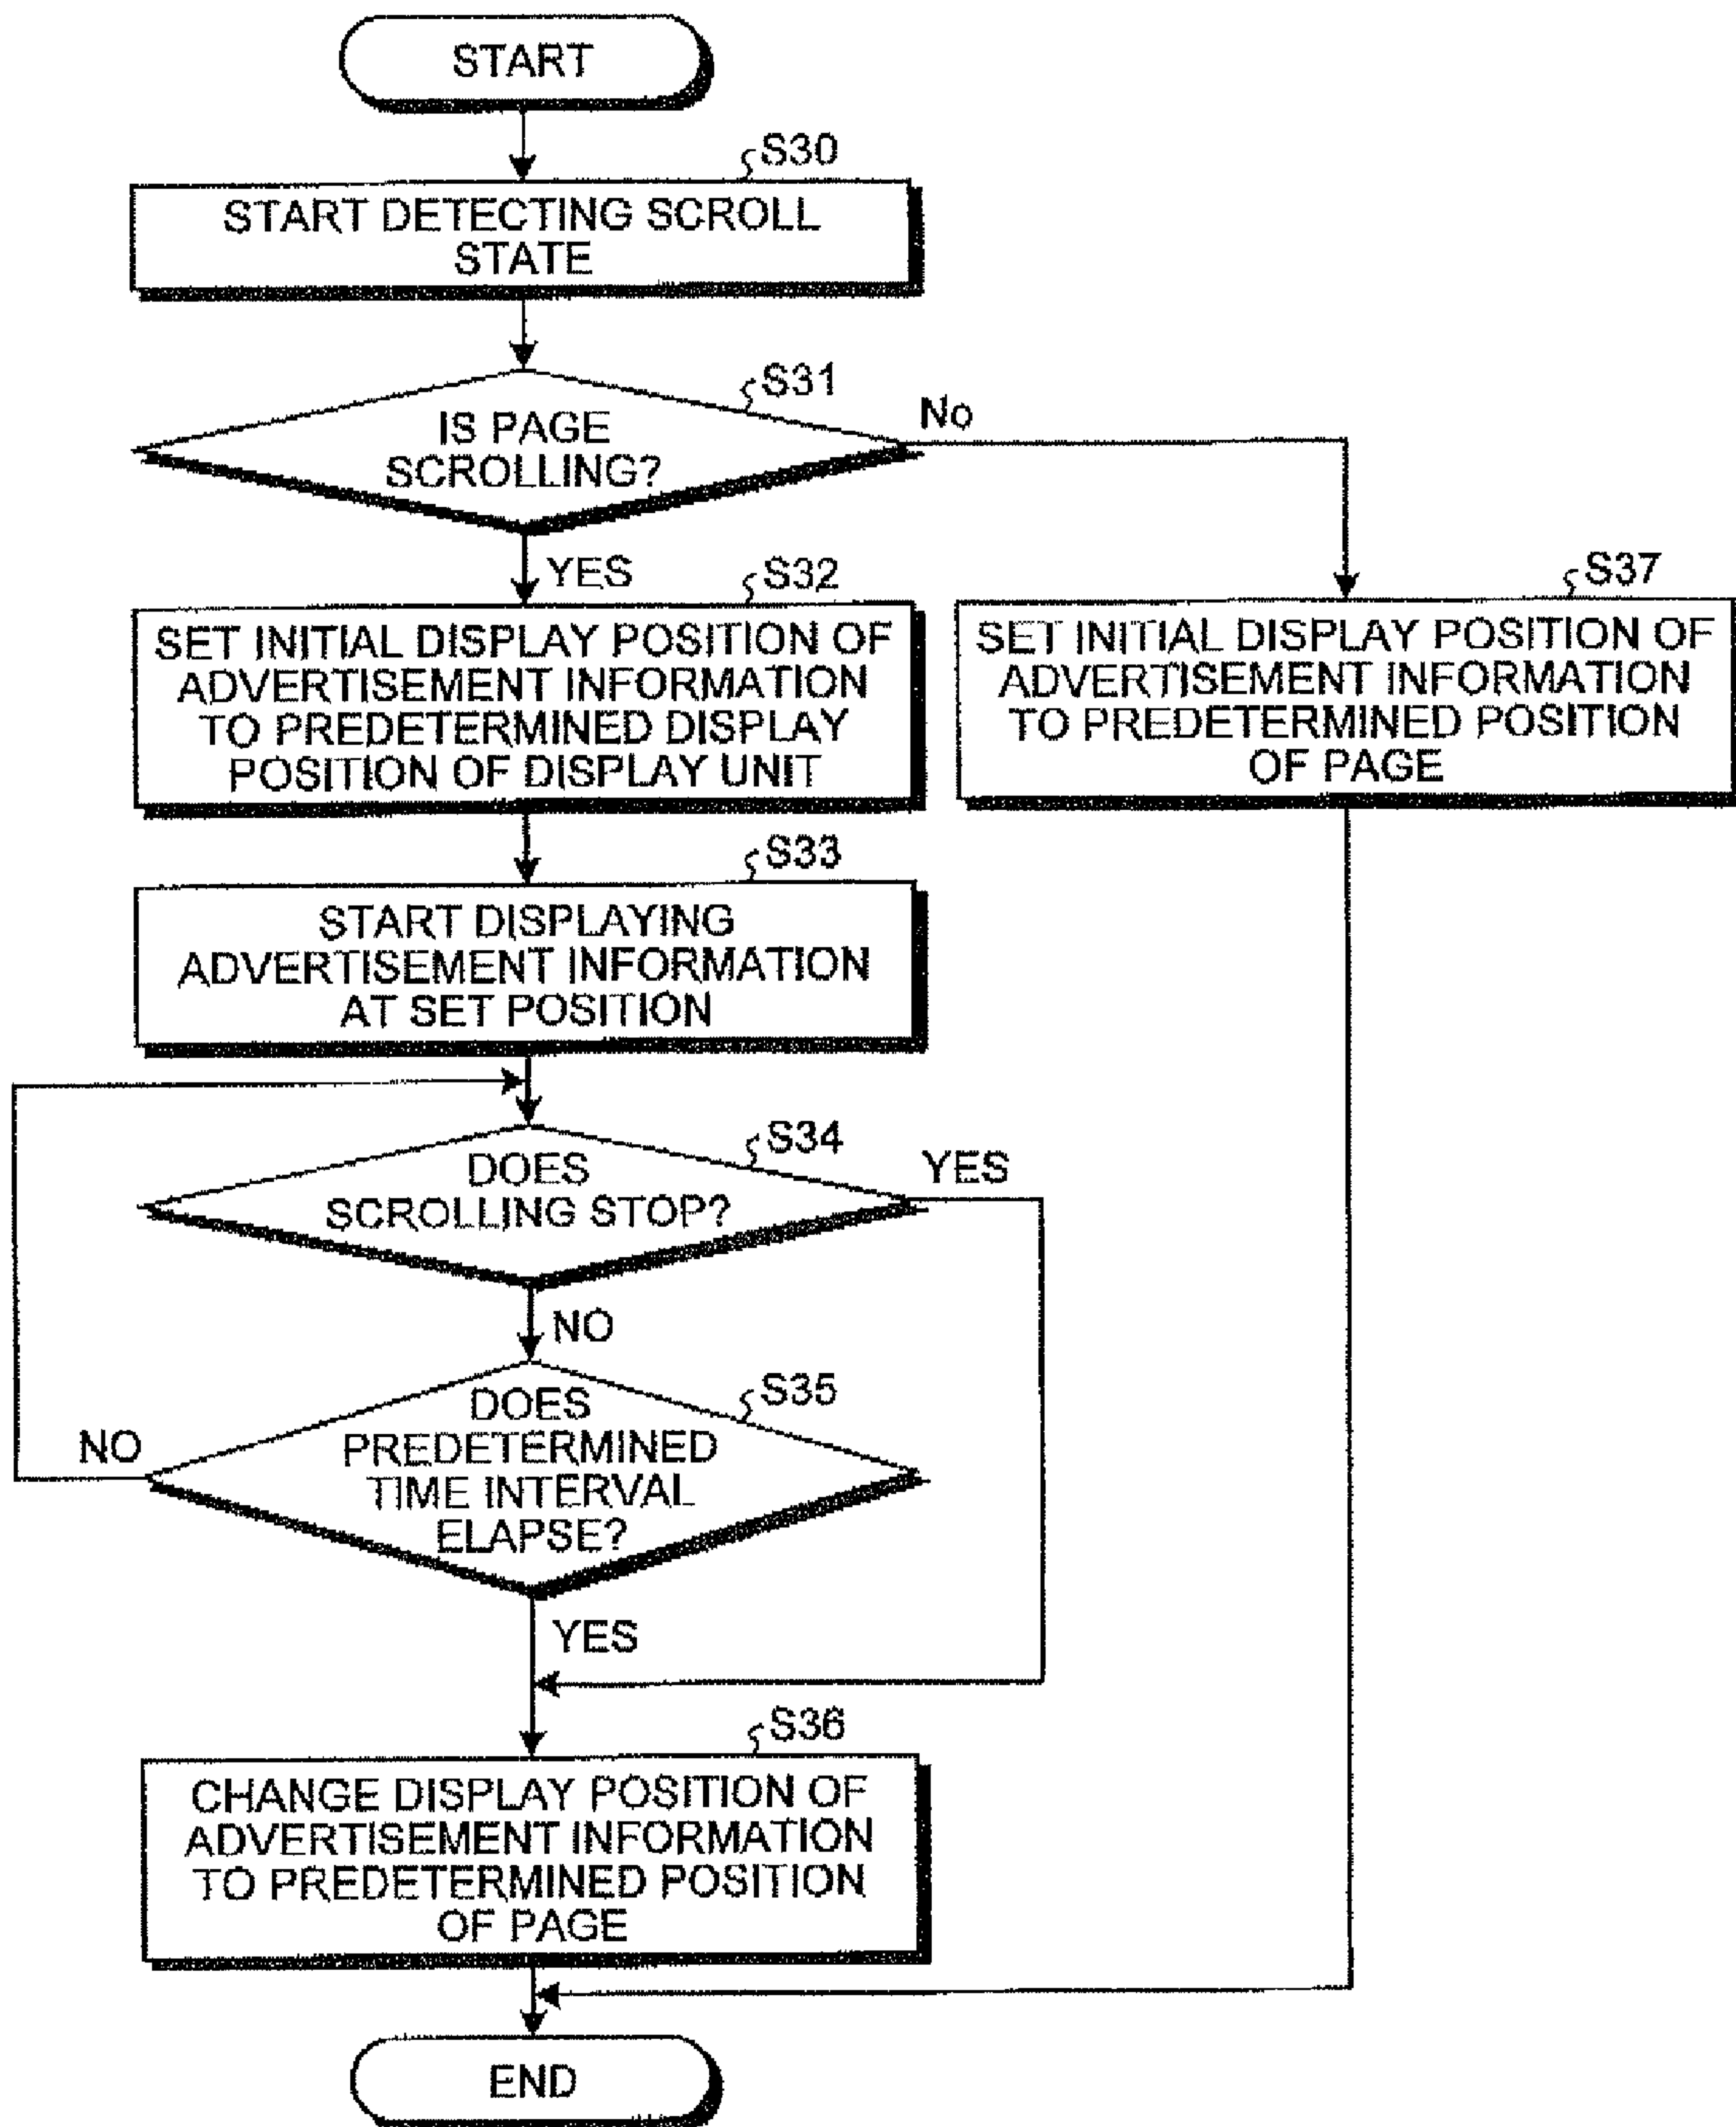 START
S30
START DETECTING SCROLL
STATE
S31
IS PAGE
SCROLLING?
No
YES
S32
SET INITIAL DISPLAY POSITION OF
ADVERTISEMENT INFORMATION
TO PREDETERMINED DISPLAY
POSITION OF DISPLAY UNIT
S37
SET INITIAL DISPLAY POSITION OF
ADVERTISEMENT INFORMATION
TO PREDETERMINED POSITION
OF PAGE
S33
START DISPLAYING
ADVERTISEMENT INFORMATION
AT SET POSITION
S34
DOES
SCROLLING STOP?
YES
NO
S35
DOES
PREDETERMINED
TIME INTERVAL
ELAPSE?
NO
YES
S36
CHANGE DISPLAY POSITION OF
ADVERTISEMENT INFORMATION
TO PREDETERMINED POSITION
OF PAGE
END